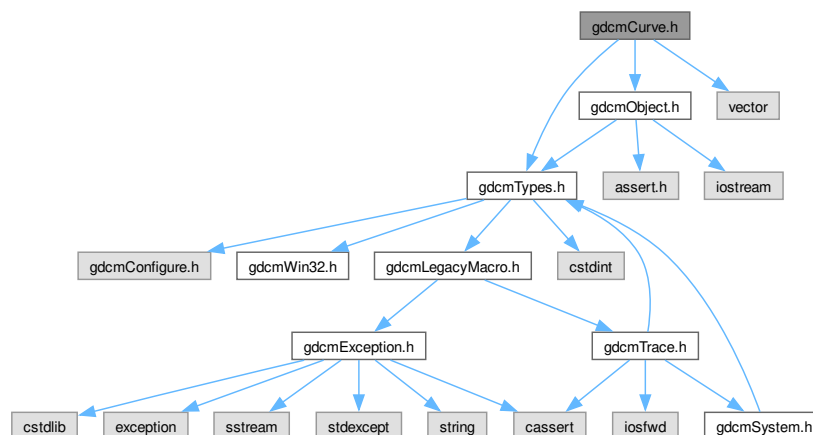 gdcmCurve.h
gdcmObject.h
vector
gdcmTypes.h
assert.h
iostream
gdcmConfigure.h
gdcmWin32.h
gdcmLegacyMacro.h
cstdint
gdcmException.h
gdcmTrace.h
cstdlib
exception
sstream
stdexcept
string
cassert
iosfwd
gdcmSystem.h